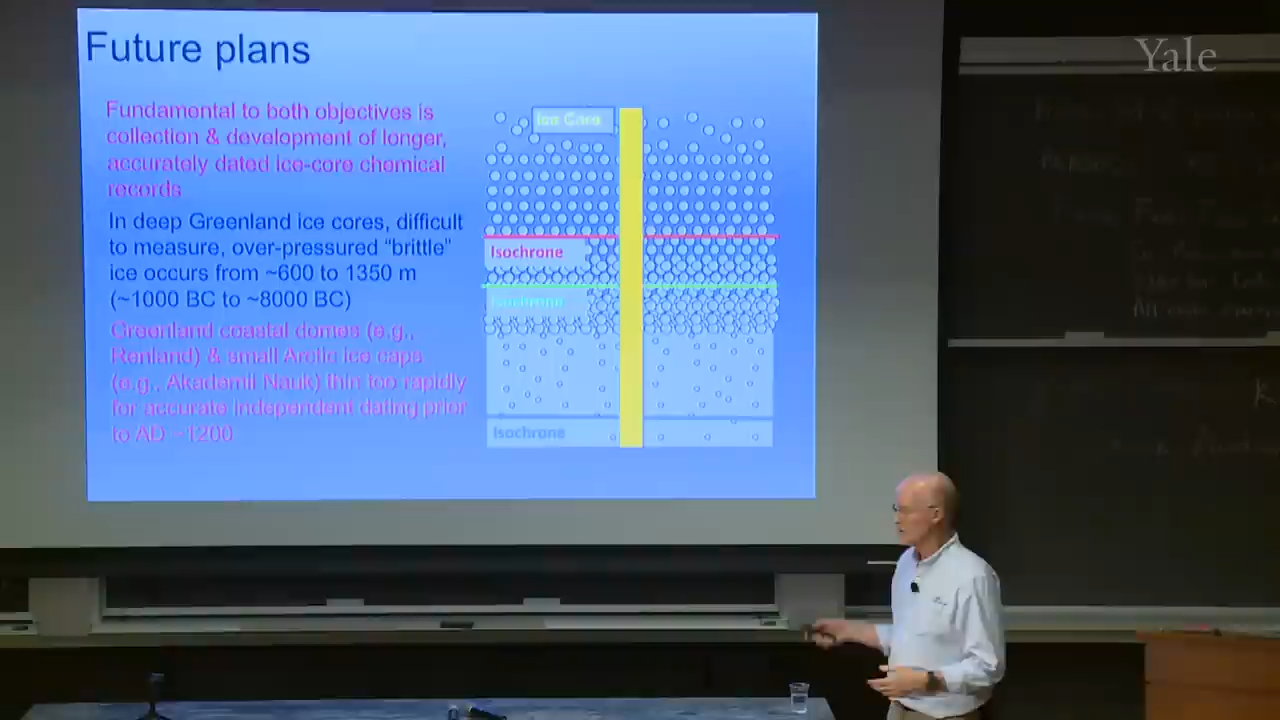 Future plans
Yale
Fundamental to both objectives is
collection & development of longer,
accurately dated ice-core chemical
records
In deep Greenland ice cores, difficult
to measure, over-pressured "brittle"
ice occurs from ~600 to 1350 m
(~1000 BC to ~8000 BC)
Greenland coastal domes (e.g.,
Renland) & small Arctic ice caps
(e.g., Akademii Nauk) thin too rapidly
for accurate independent dating prior
to AD ~1200
Ice Core
Isochrone
Isochrone
Isochrone